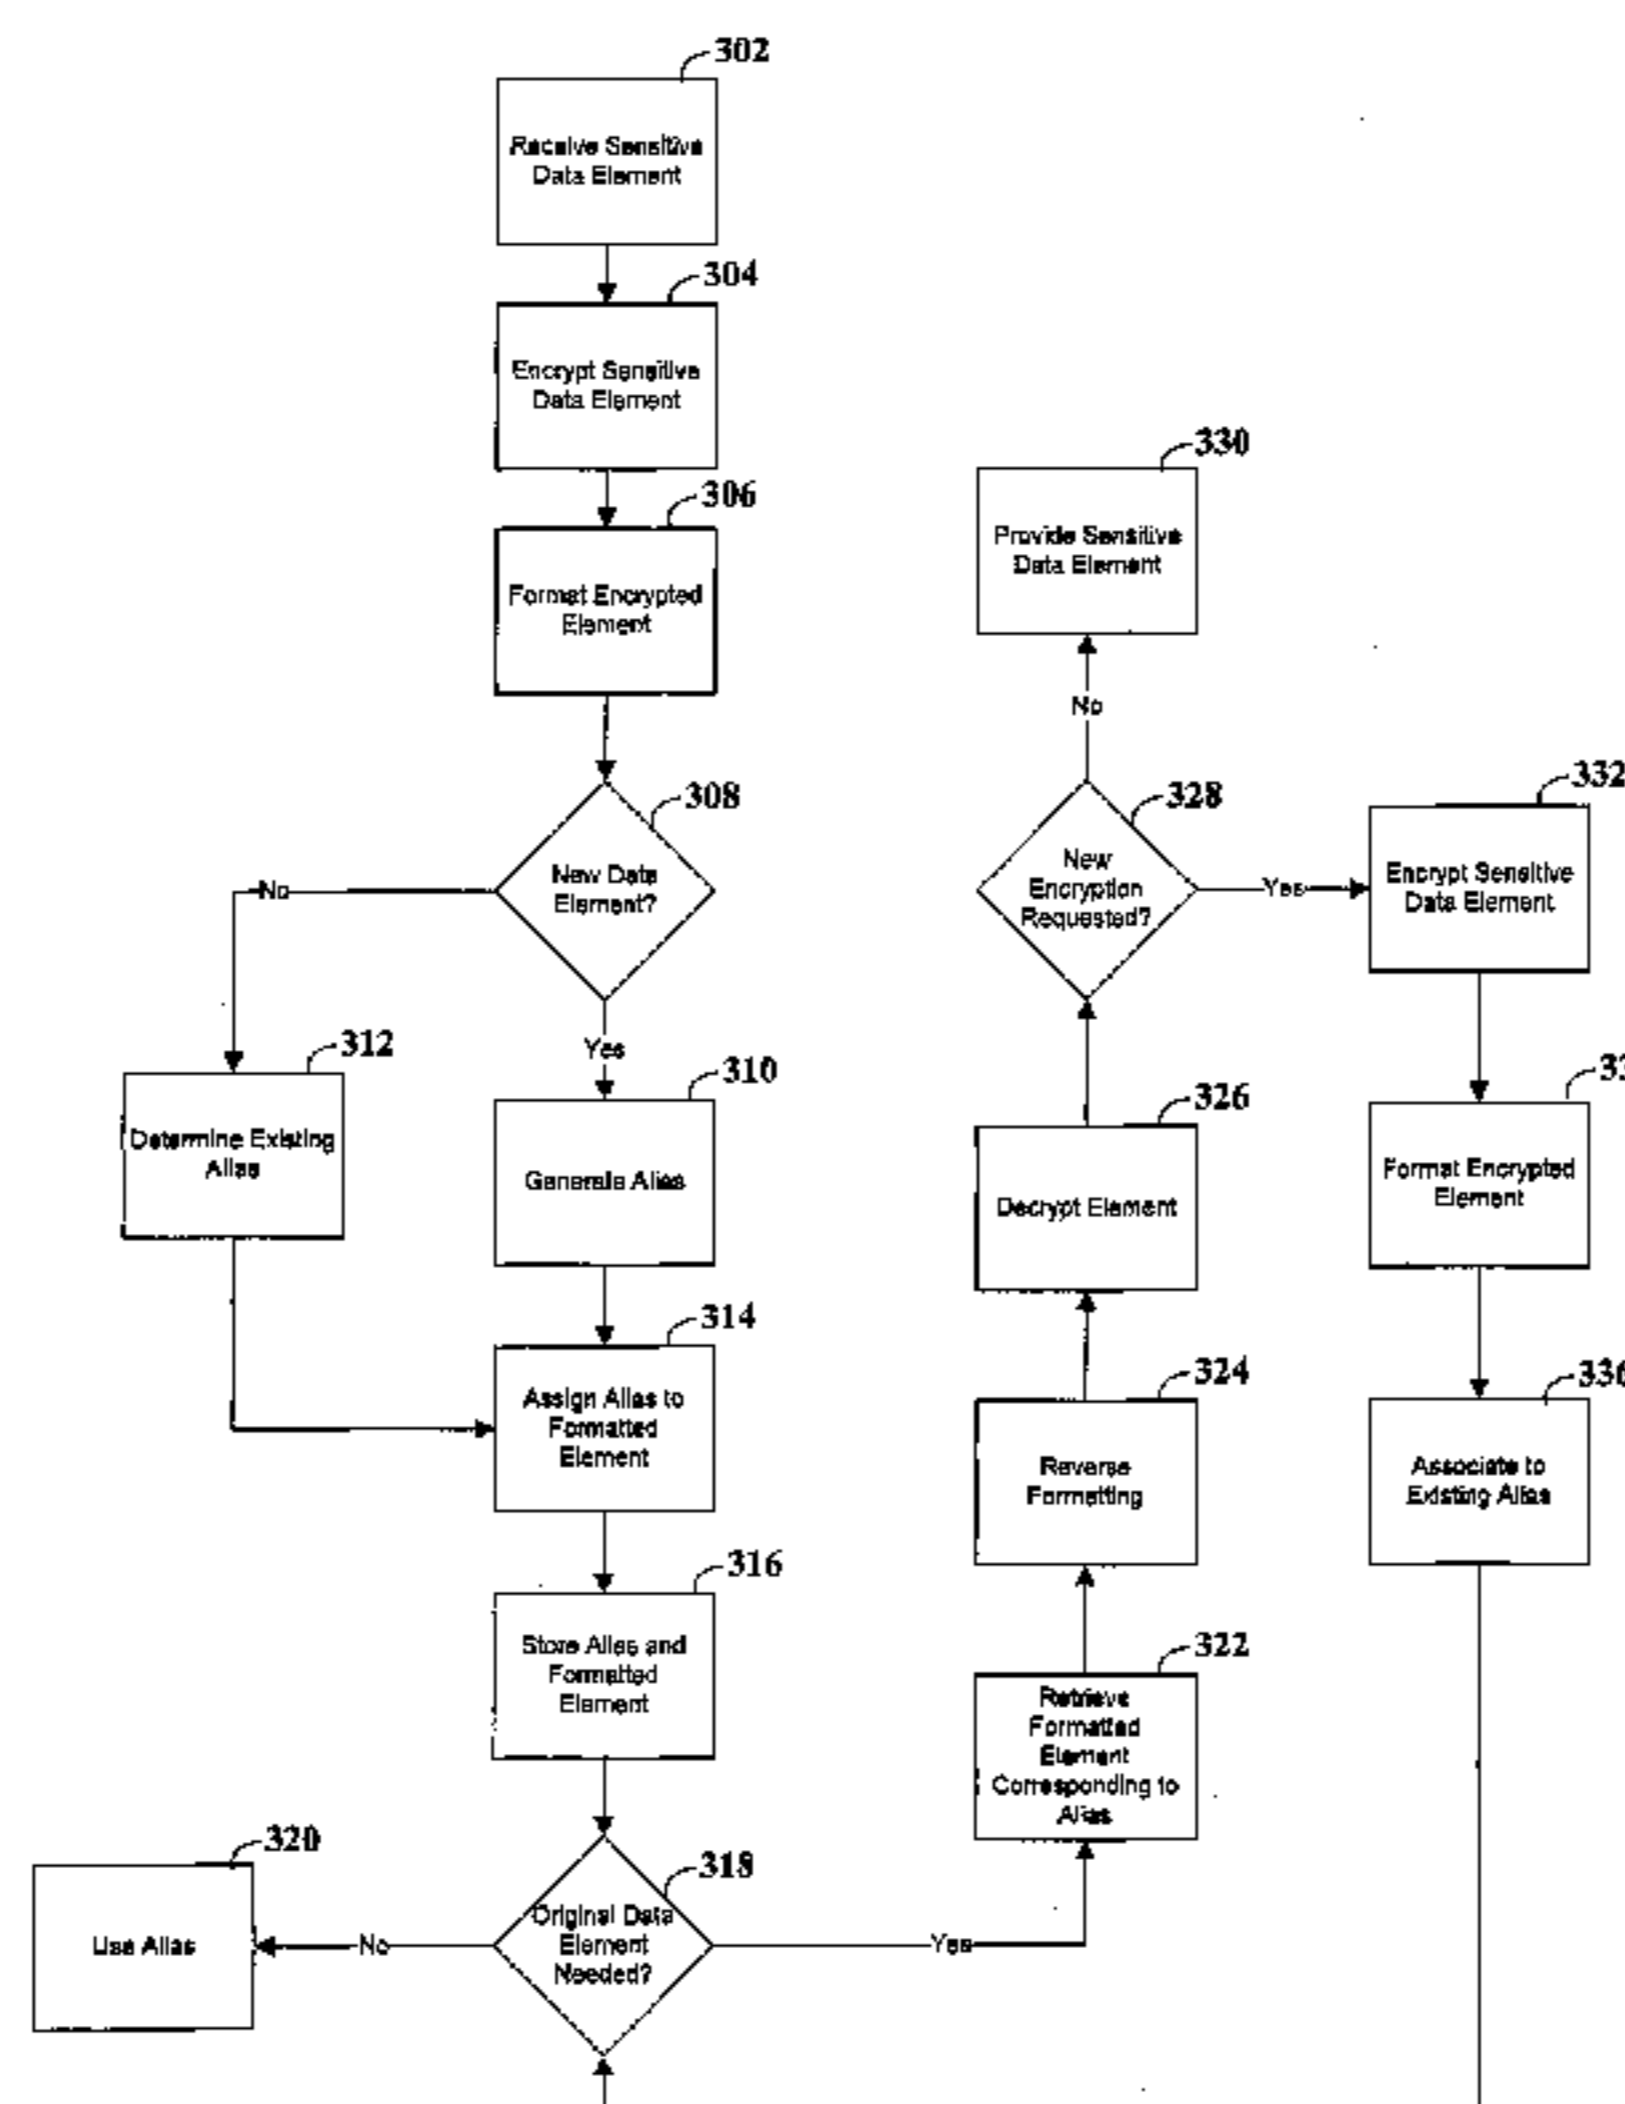 302
Receive Sensitive
Data Element
304
Encrypt Sensitive
Data Element
306
Format Encrypted
Element
308
New Data
Element?
No
Yes
312
Determine Existing
Alias
310
Generate Alias
314
Assign Alias to
Formatted
Element
316
Store Alias and
Formatted
Element
318
Original Data
Element
Needed?
No
Yes
320
Use Alias
322
Retrieve
Formatted
Element
Corresponding to
Alias
324
Reverse
Formatting
326
Decrypt Element
328
New
Encryption
Requested?
No
Yes
330
Provide Sensitive
Data Element
332
Encrypt Sensitive
Data Element
Format Encrypted
Element
336
Associate to
Existing Alias